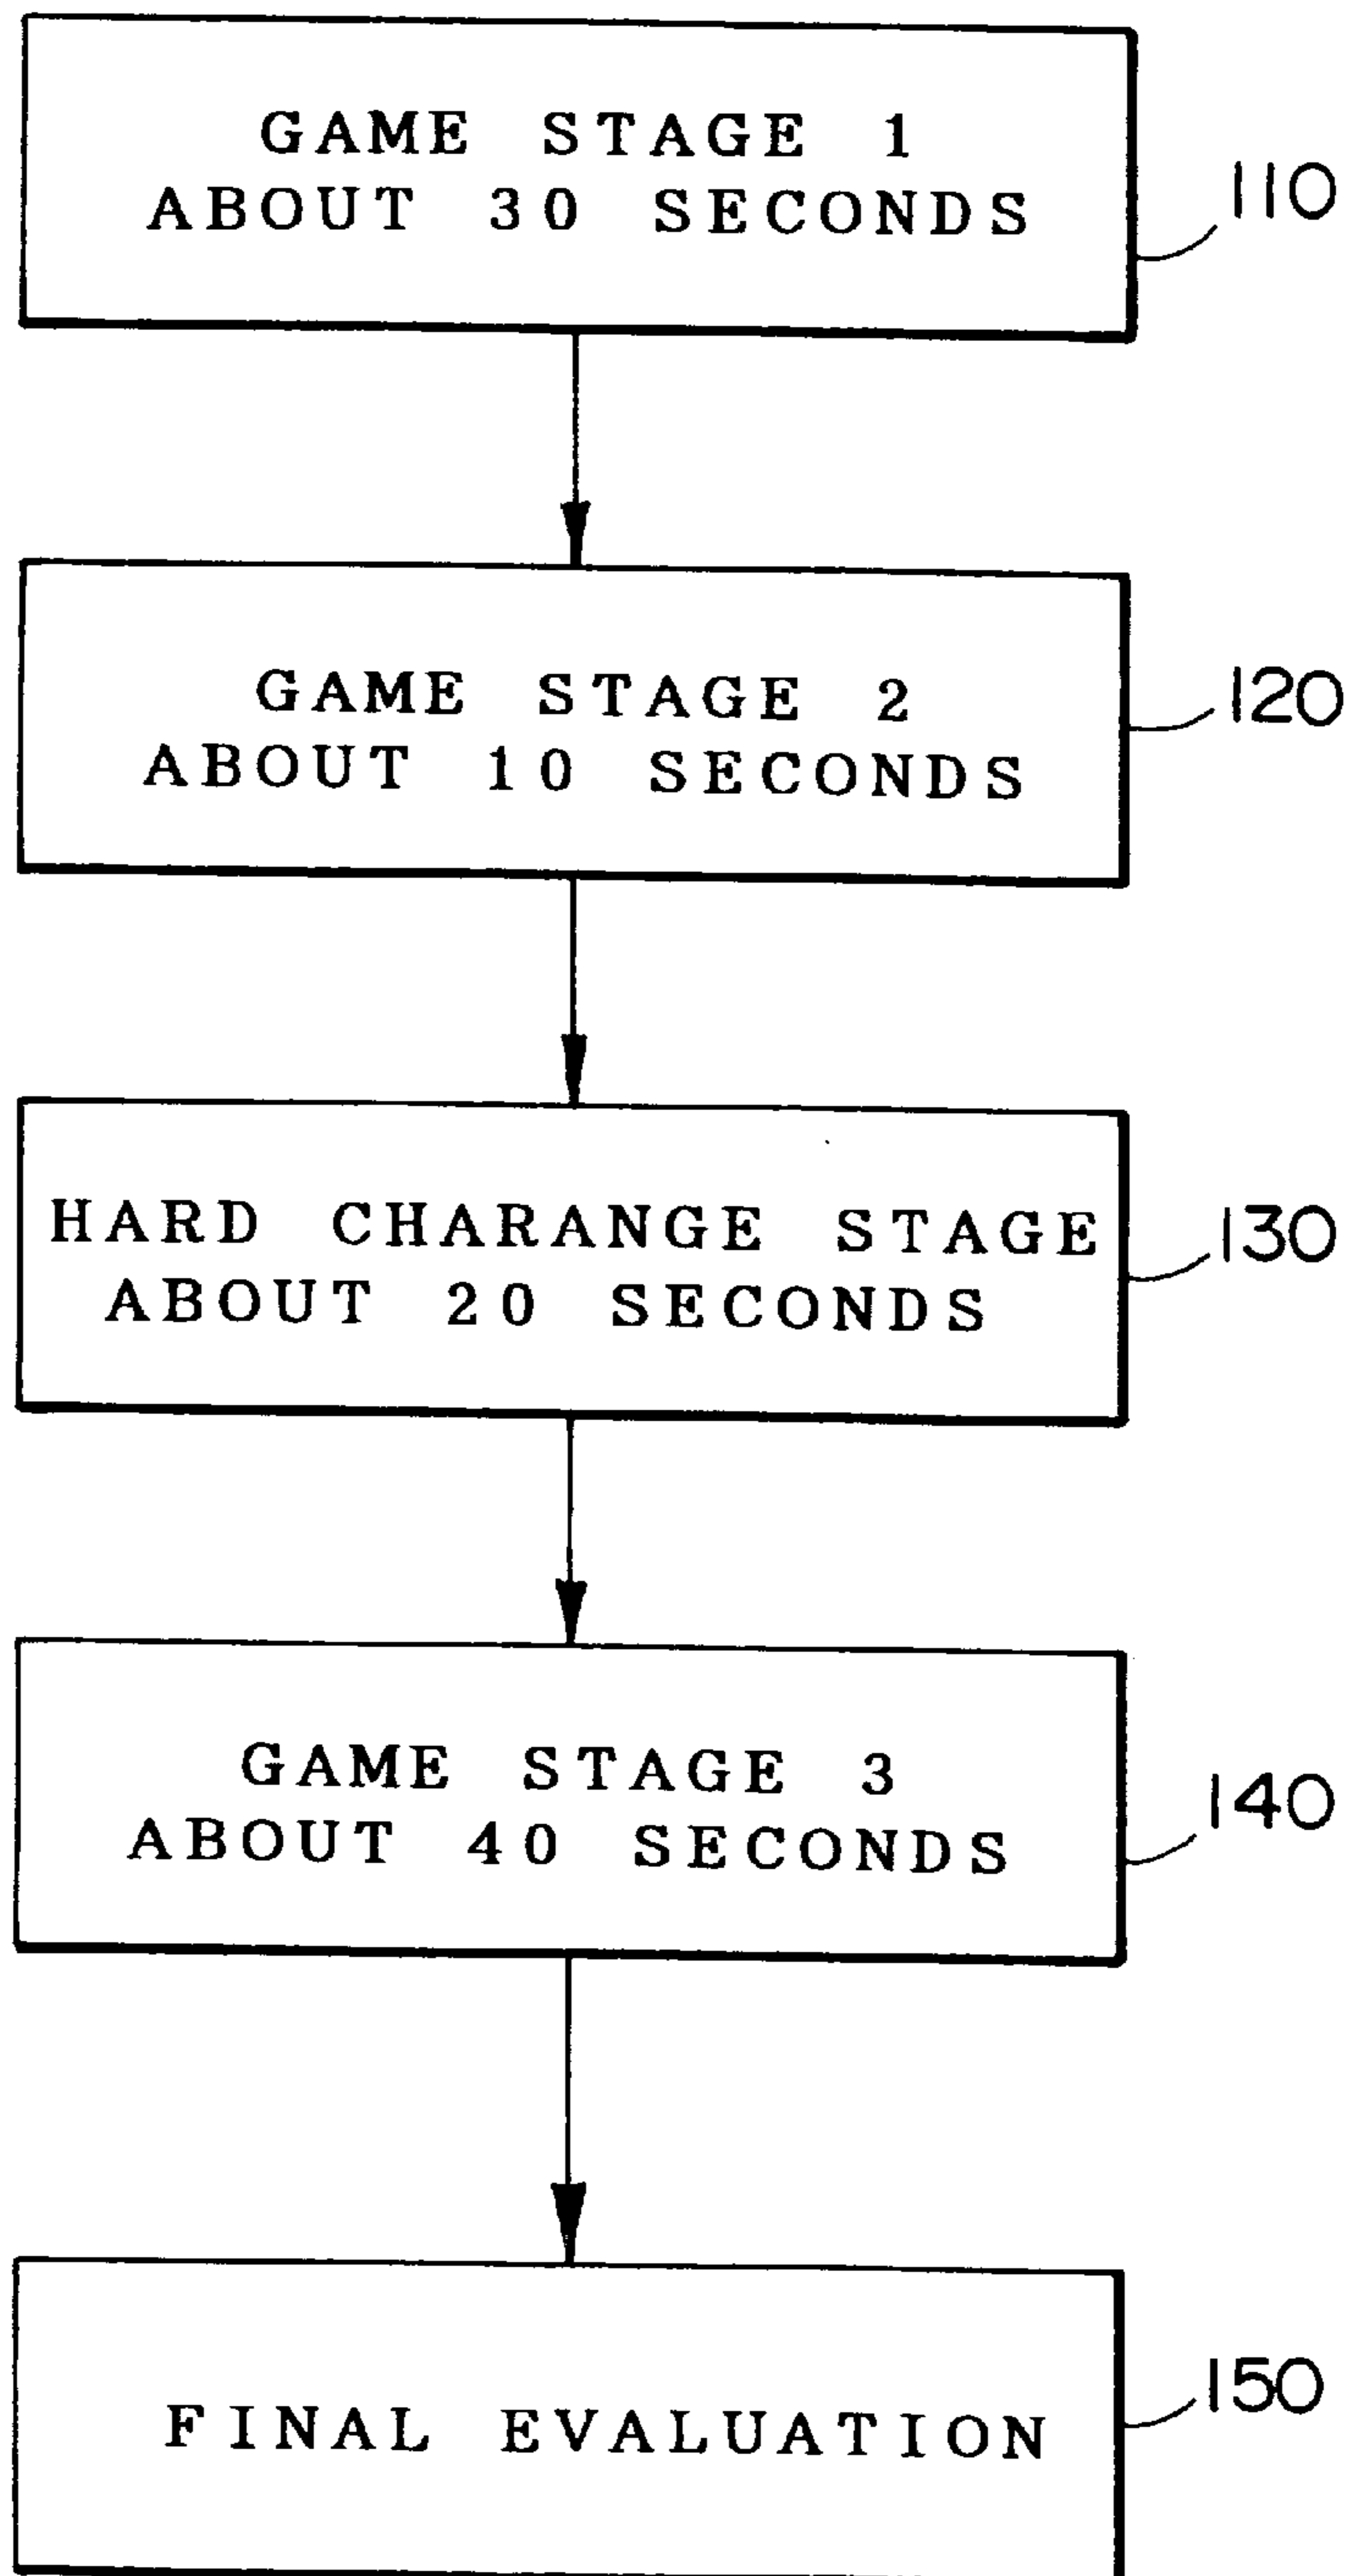 GAME STAGE 1
ABOUT 30 SECONDS
110
GAME STAGE 2
ABOUT 10 SECONDS
120
HARD CHARANGE STAGE
ABOUT 20 SECONDS
130
GAME STAGE 3
ABOUT 40 SECONDS
140
FINAL EVALUATION
150